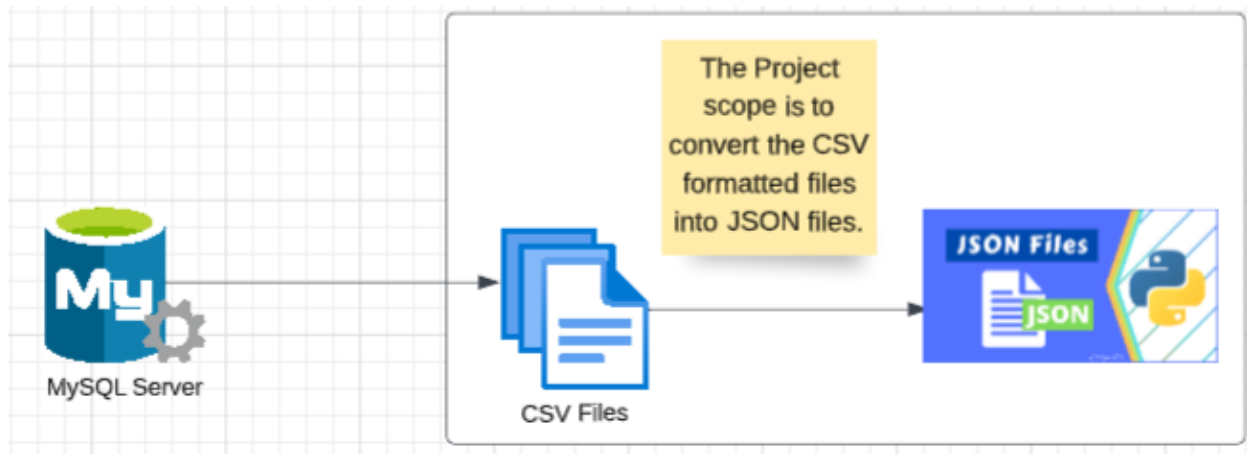 The Project
scope is to
convert the CSV
formatted files
into JSON files.
JSON Files
JSON
My
MySQL Server
CSV Files